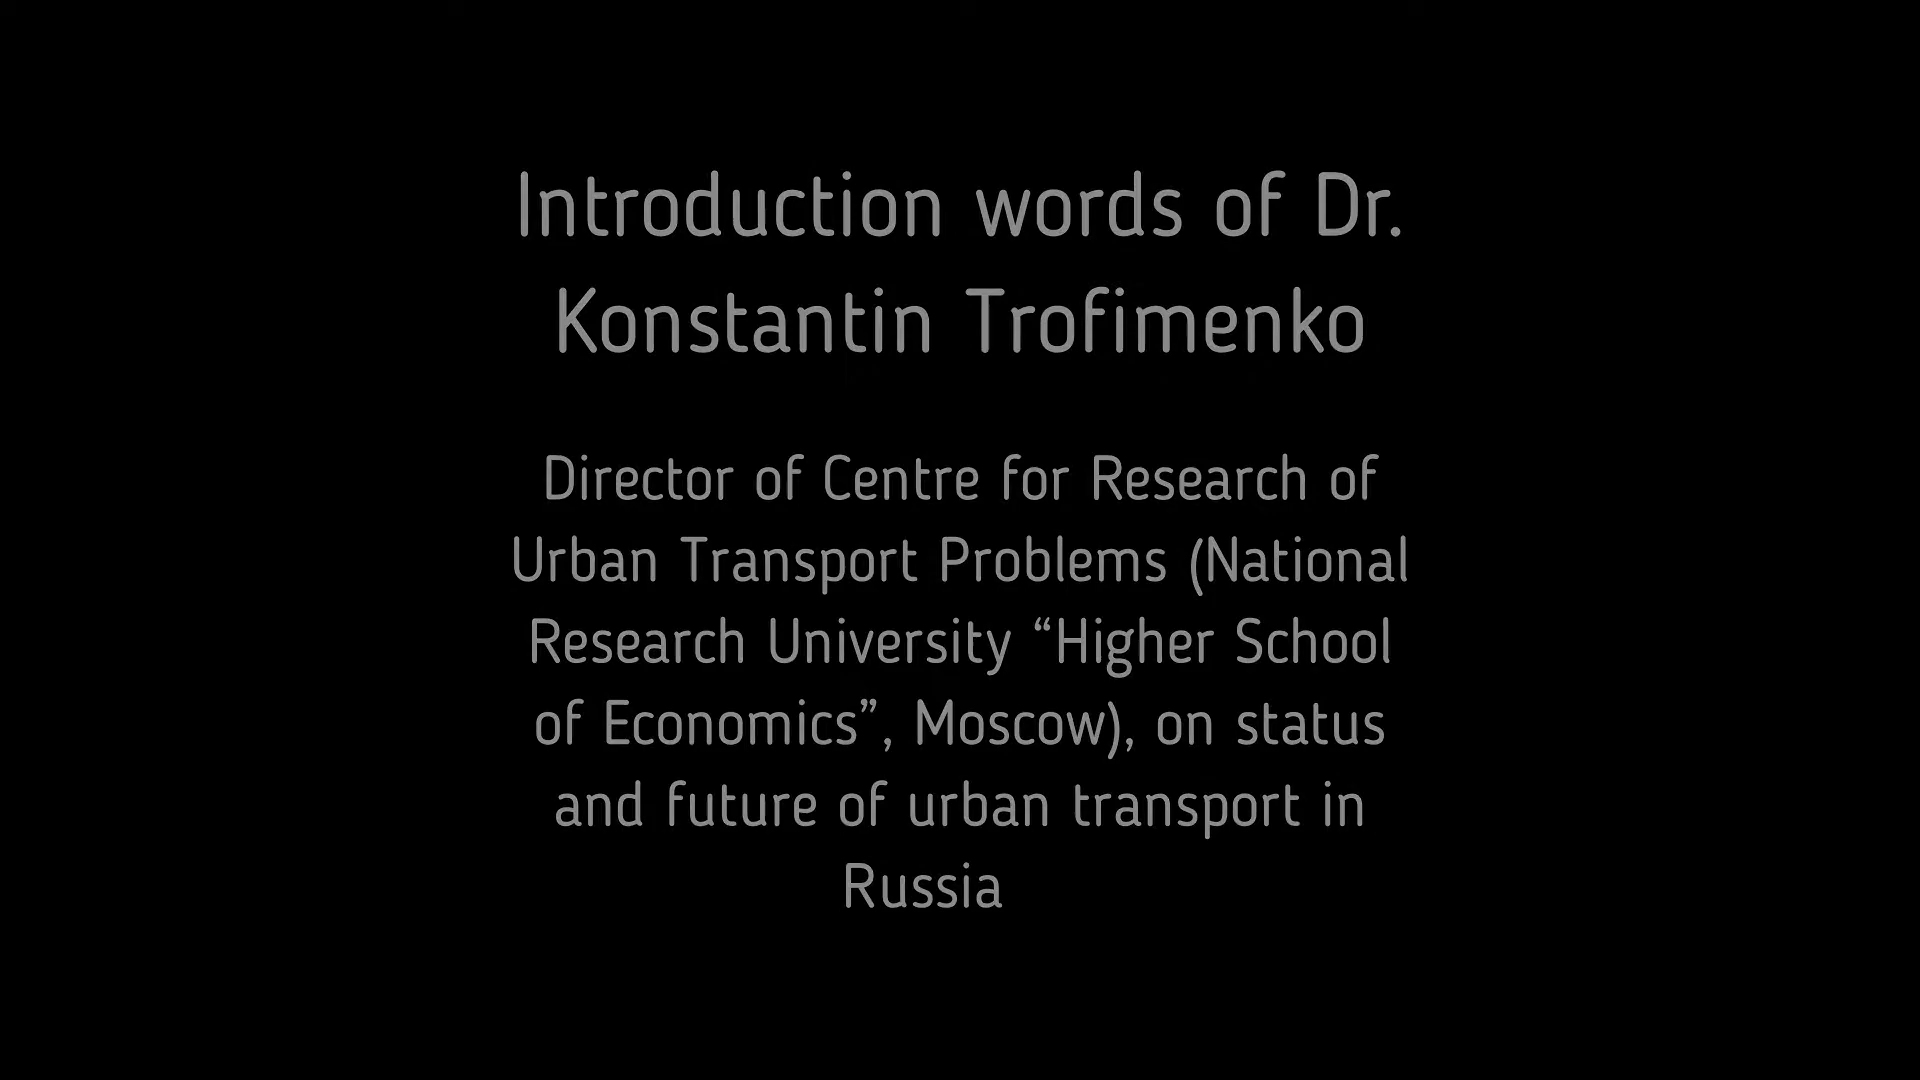 Introduction words of Dr.
Konstantin Trofimenko
Director of Centre for Research of
Urban Transport Problems (National
Research University “Higher School
of Economics”, Moscow), on status
and future of urban transport in
Russia